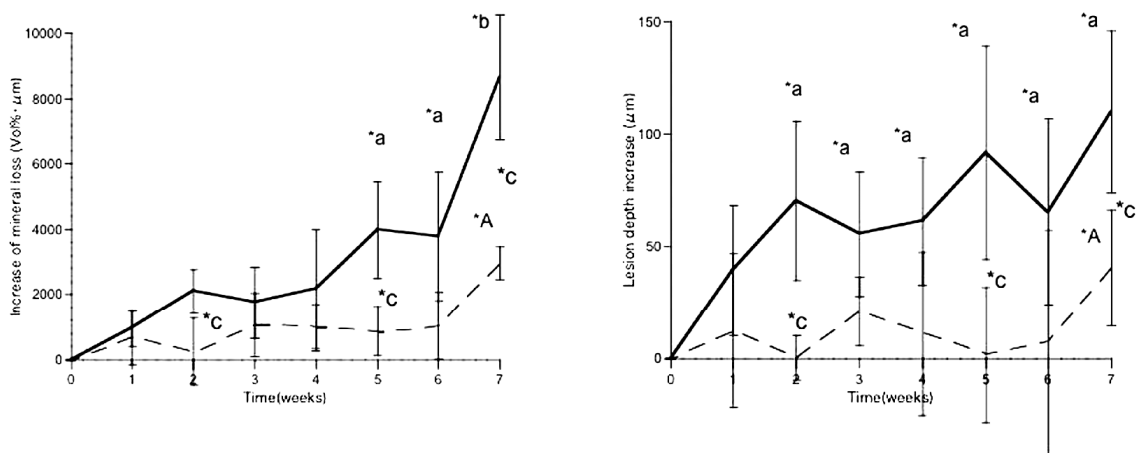 Increase of mineral loss (Vol%· μm)
10000
8000
6000
4000
2000
0
0 1 2 3 4 5 6 7
Time(weeks)
*b
*a
*a
*C
*A
*C
*C
Lesion depth increase (μm)
150
100
50
0
0 1 2 3 4 5 6 7
Time(weeks)
*a
*a
*a
*a
*a
*a
*C
*A
*C
*C